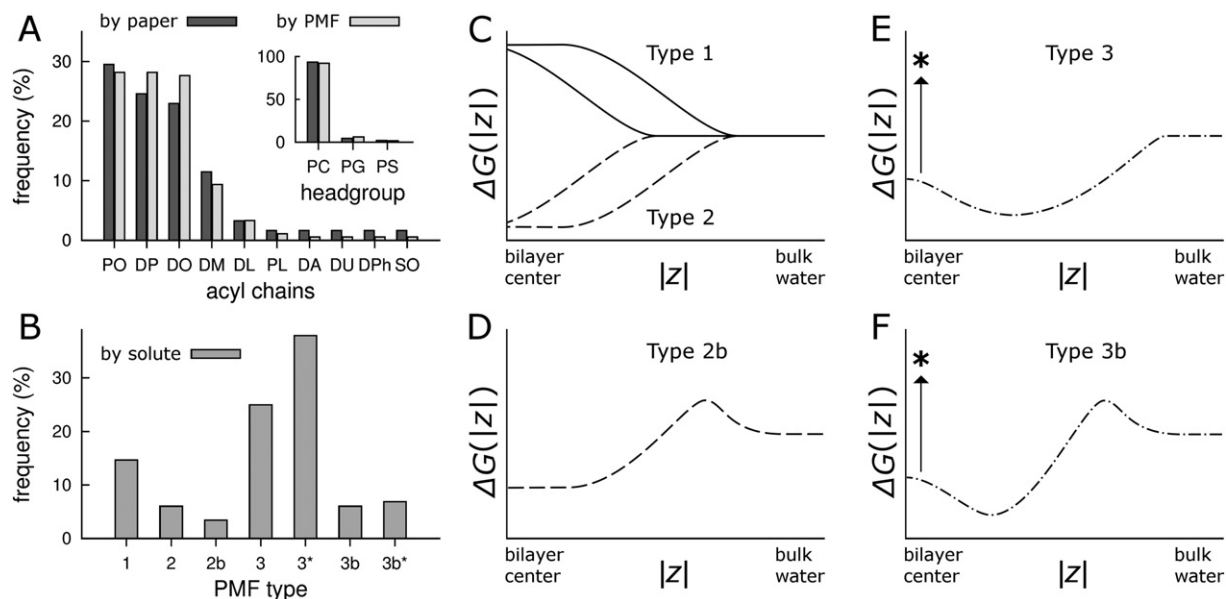 A
by paper
by PMF
frequency (%)
30
20
10
0
100
50
0
PC PG PS
headgroup
PO DP DO DM DL PL DA DU DPh SO
acyl chains
B
by solute
frequency (%)
30
20
10
0
1 2 2b 3 3* 3b 3b*
PMF type
C
Type 1
Type 2
ΔG(|z|)
bilayer
center
|z|
bulk
water
D
Type 2b
ΔG(|z|)
bilayer
center
|z|
bulk
water
E
Type 3
*
ΔG(|z|)
bilayer
center
|z|
bulk
water
F
Type 3b
*
ΔG(|z|)
bilayer
center
|z|
bulk
water